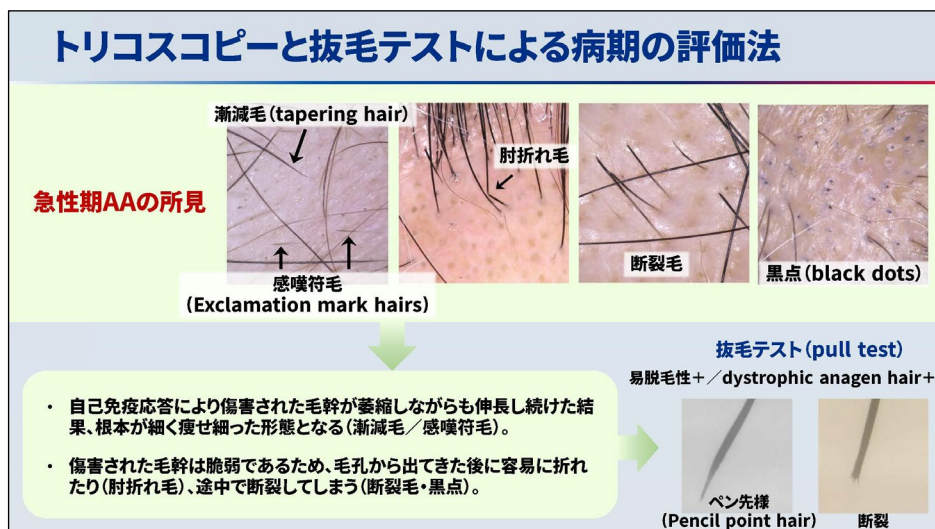 トリコスコピーと抜毛テストによる病期の評価法
急性期AAの所見
漸減毛(tapering hair)
感嘆符毛
(Exclamation mark hairs)
肘折れ毛
断裂毛
黒点(black dots)
・ 自己免疫応答により傷害された毛幹が萎縮しながらも伸長し続けた結
果、根本が細く痩せ細った形態となる(漸減毛/感嘆符毛)。
・ 傷害された毛幹は脆弱であるため、毛孔から出てきた後に容易に折れ
たり(肘折れ毛)、途中で断裂してしまう(断裂毛・黒点)。
抜毛テスト(pull test)
易脱毛性+/dystrophic anagen hair+
ペン先様
(Pencil point hair)
断裂